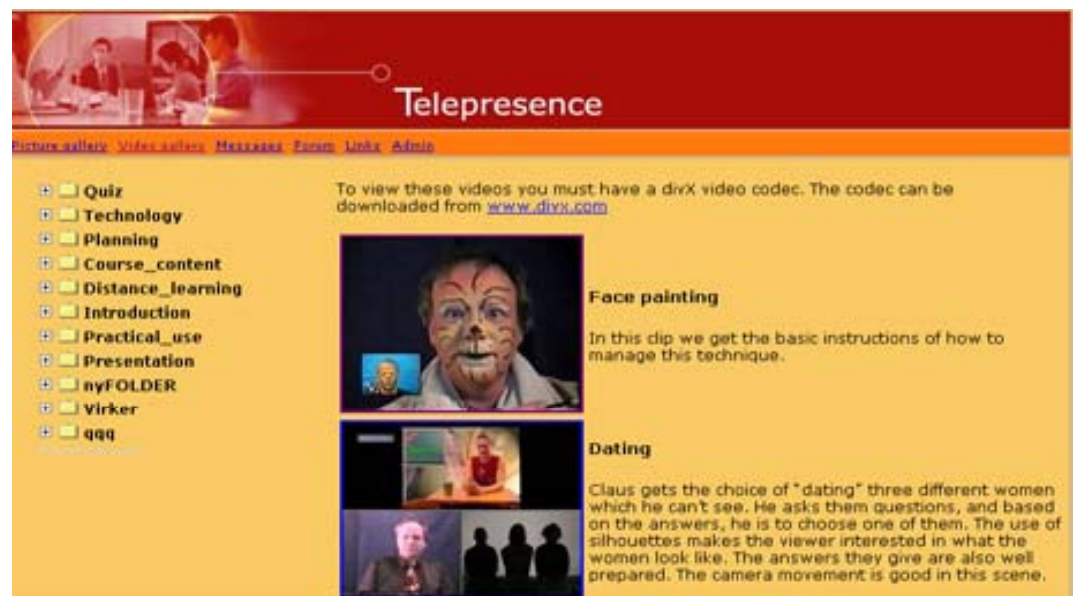 Telepresence
Picture gallery Video gallery Messages Forum Links Admin
Quiz
Technology
Planning
Course_content
Distance_learning
Introduction
Practical_use
Presentation
nyFOLDER
Virker
qqq
To view these videos you must have a divX video codec. The codec can be
downloaded from www.divx.com
Face painting
In this clip we get the basic instructions of how to
manage this technique.
Dating
Claus gets the choice of "dating" three different women
which he can't see. He asks them questions, and based
on the answers, he is to choose one of them. The use of
silhouettes makes the viewer interested in what the
women look like. The answers they give are also well
prepared. The camera movement is good in this scene.